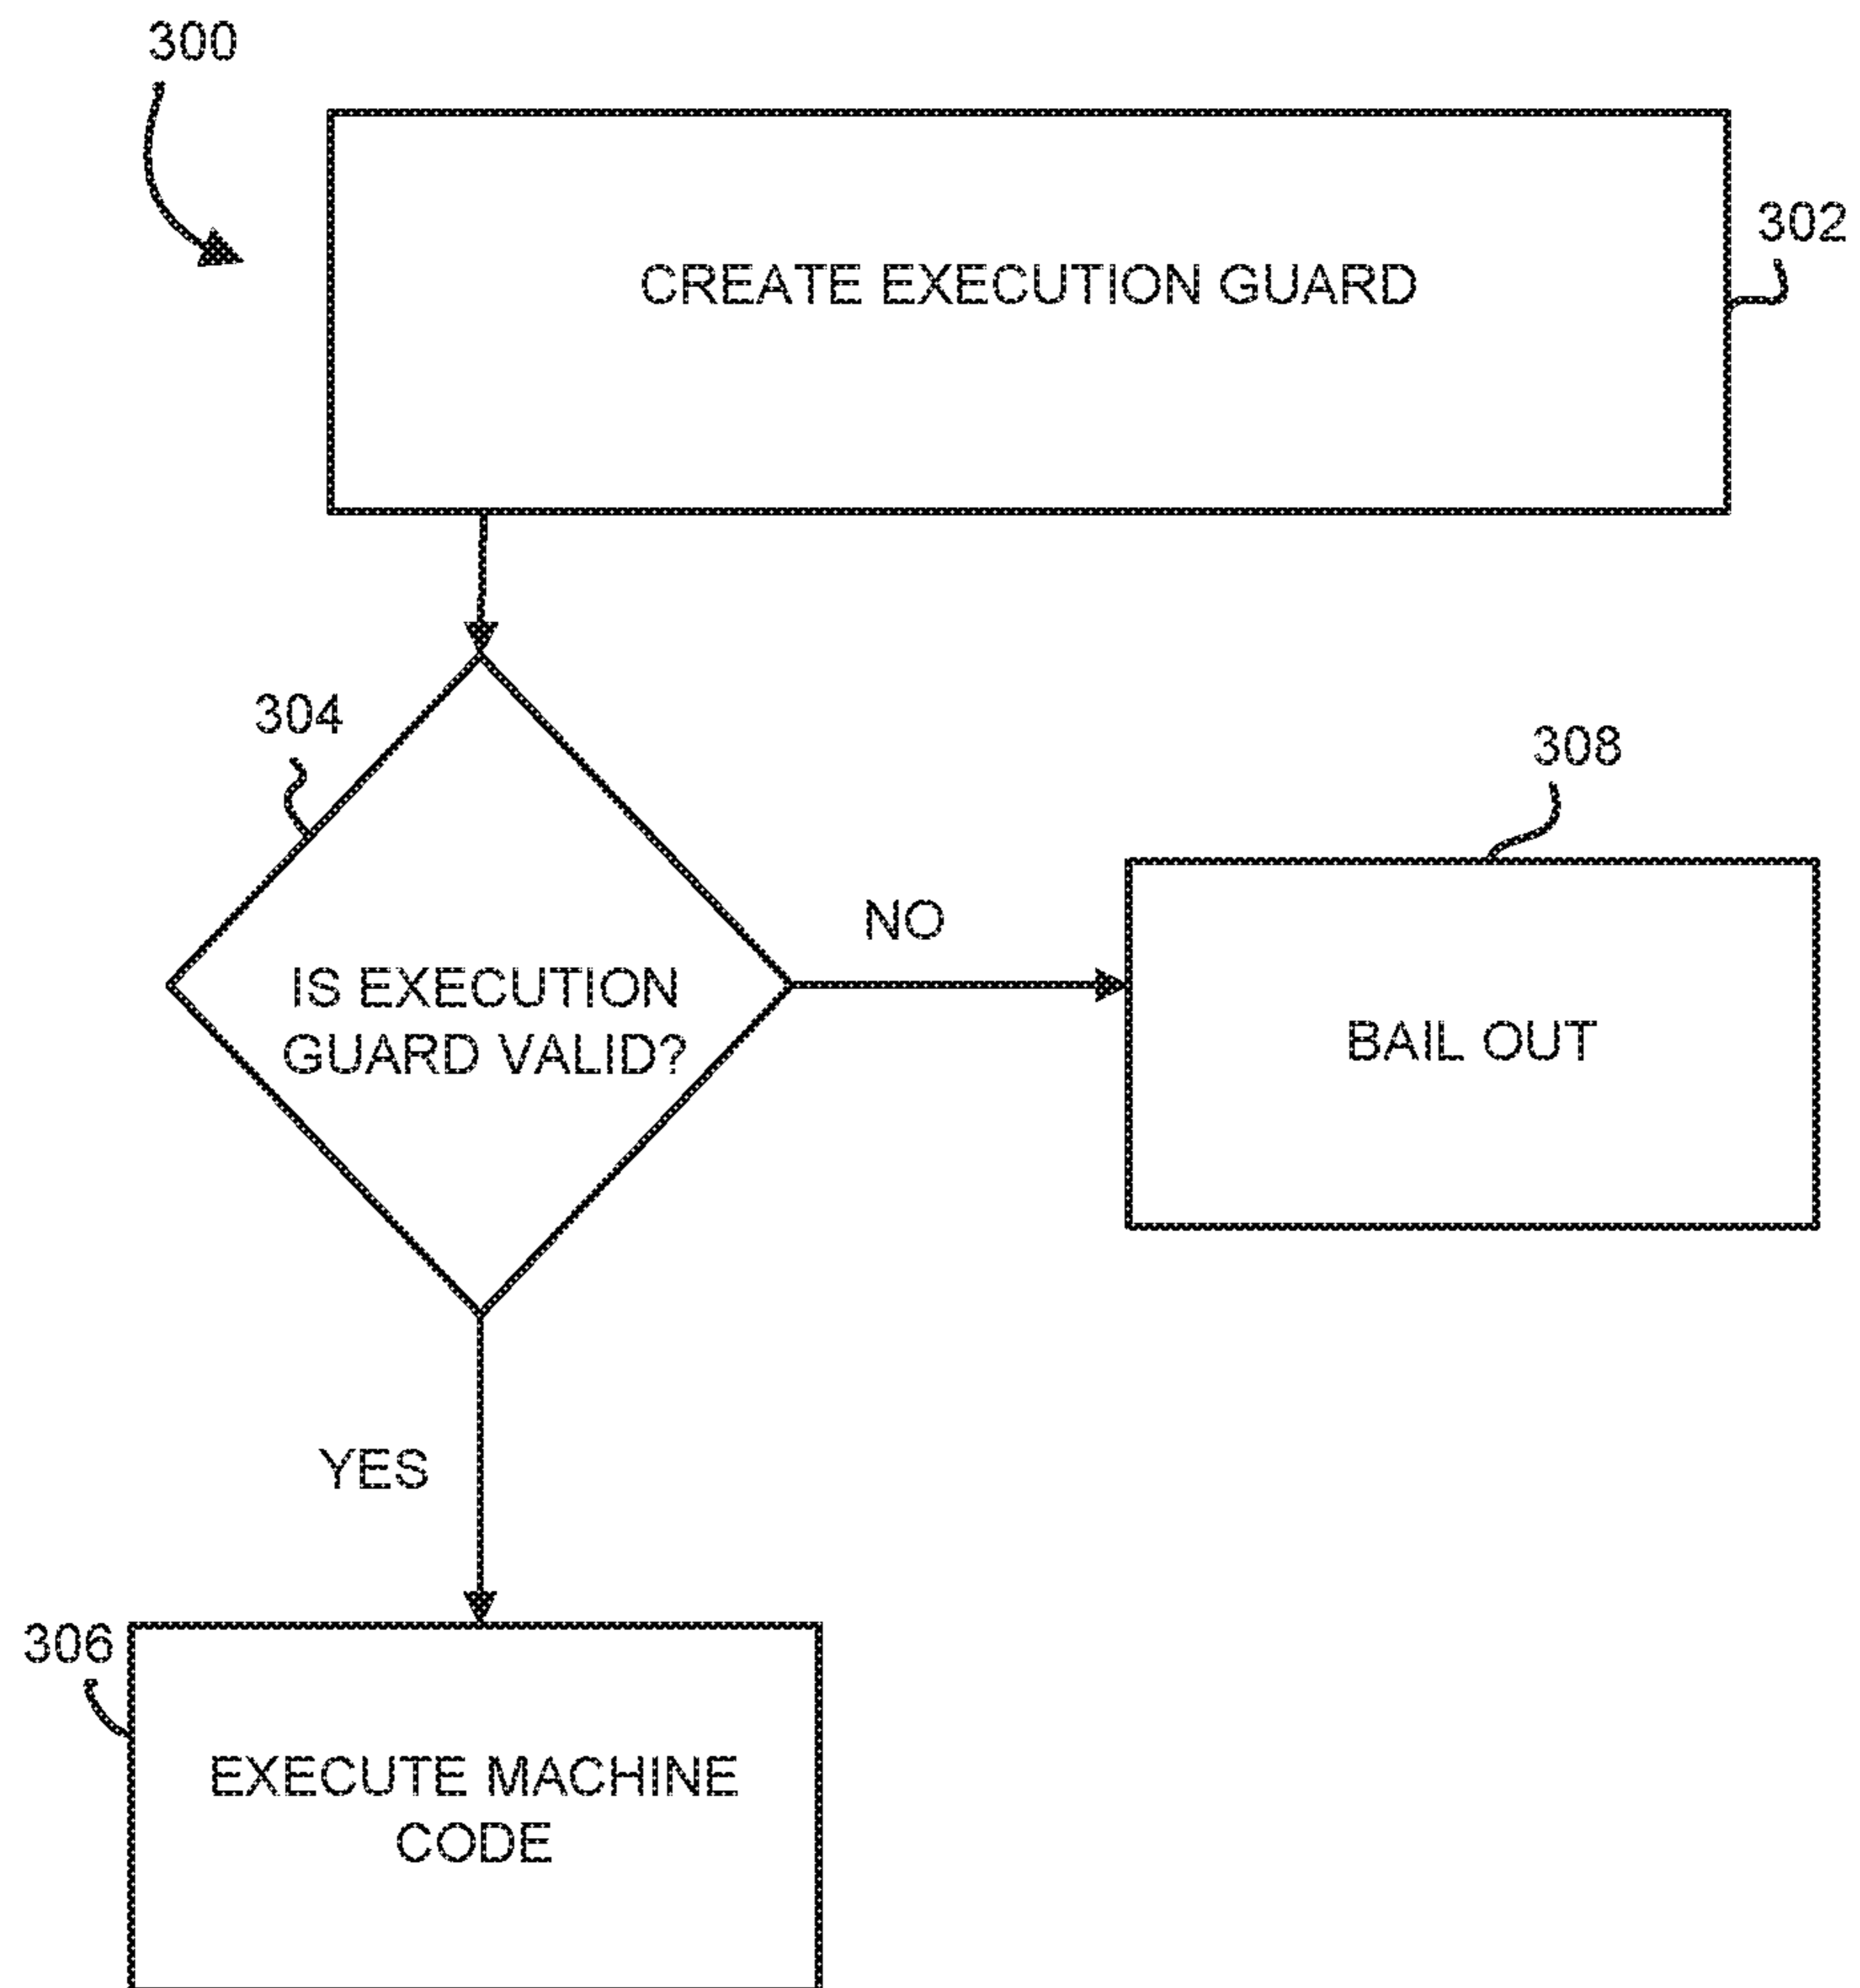 300
302
CREATE EXECUTION GUARD
304
308
NO
IS EXECUTION
GUARD VALID?
BAIL OUT
YES
306
EXECUTE MACHINE
CODE